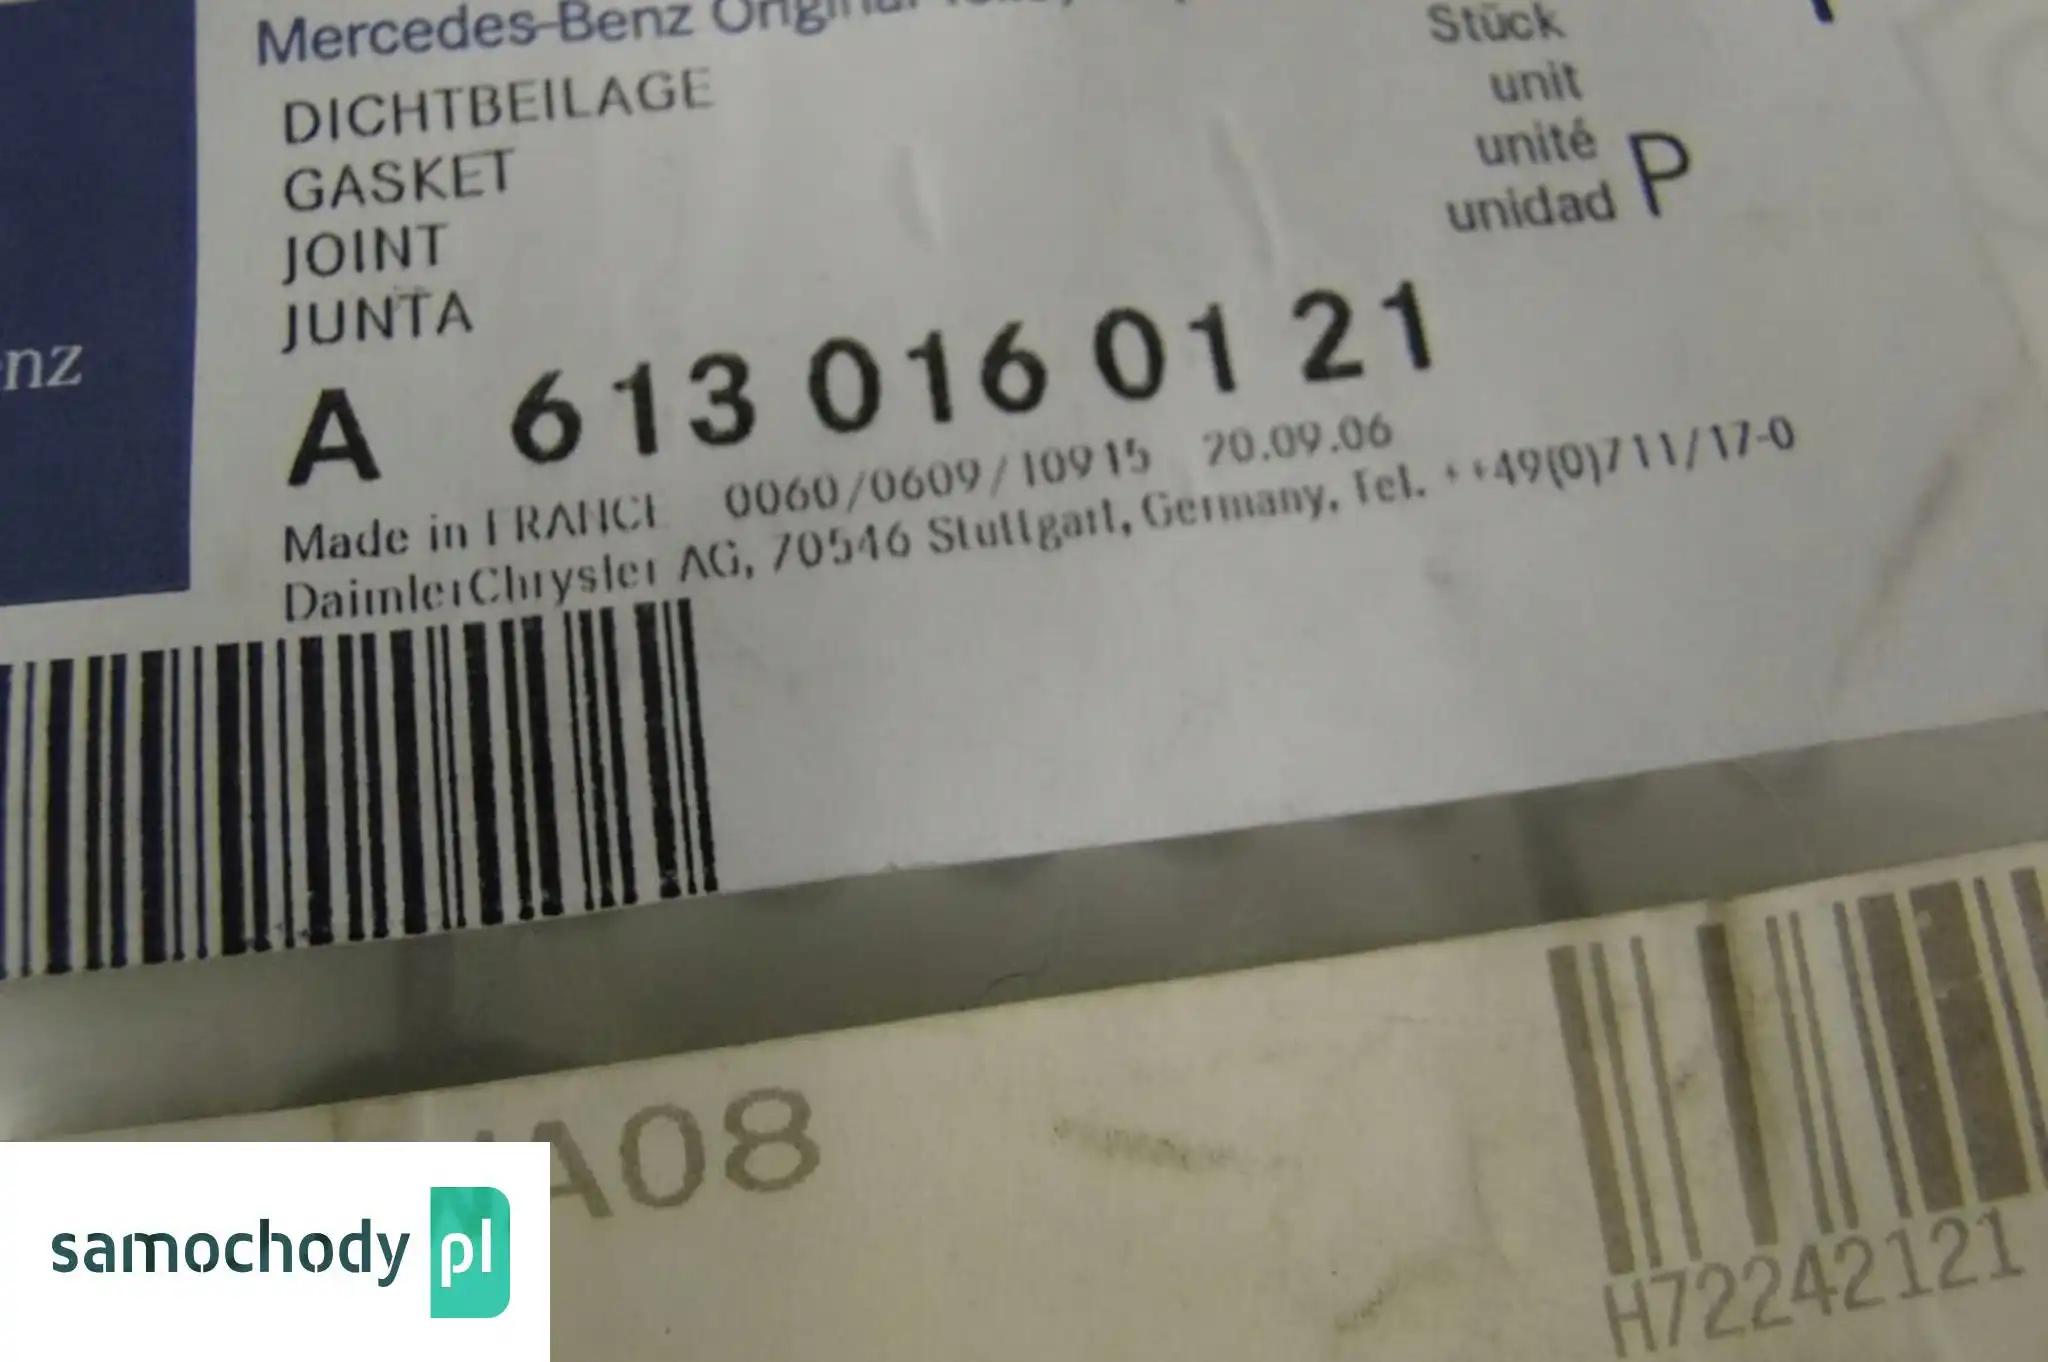 Mercedes-Benz Original
Stück
DICHTBEILAGE
unit
GASKET
unité
JOINT
unidad P
JUNTA
nz
A 613 016 01 21
Made in FRANCE 0060/0609/10915 20.09.06
DaimlerChrysler AG, 70546 Stuttgart, Germany, Tel. ++49(0)711/17-0
A08
samochody pl
H72242121